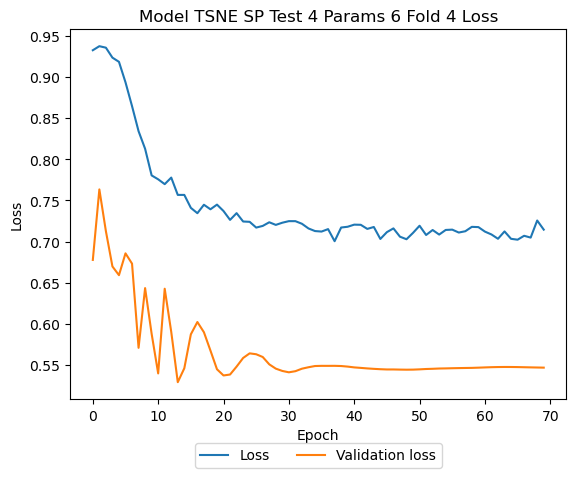 Model TSNE SP Test 4 Params 6 Fold 4 Loss
0.95
0.90
0.85
0.80
0.75
0.70
0.65
0.60
0.55
Loss
0 10 20 30 40 50 60 70
Epoch
Loss Validation loss